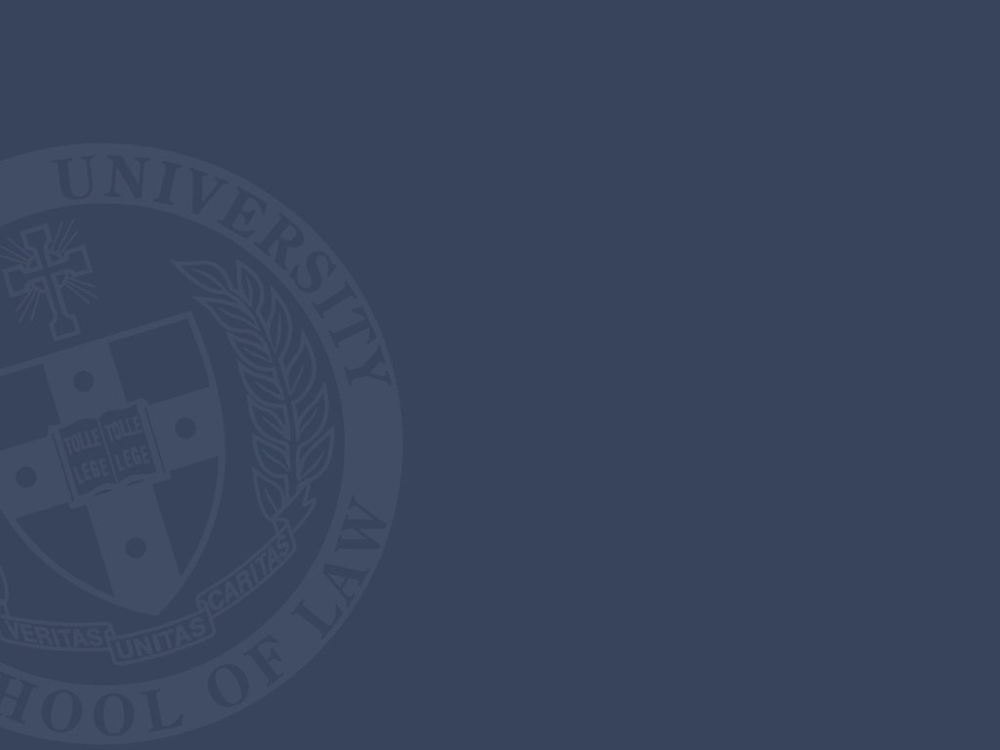 UNIVERSITY
TOLLE TOLLE
LEGE LEGE
VERITAS
UNITAS
CARITAS
HOOL OF LAW